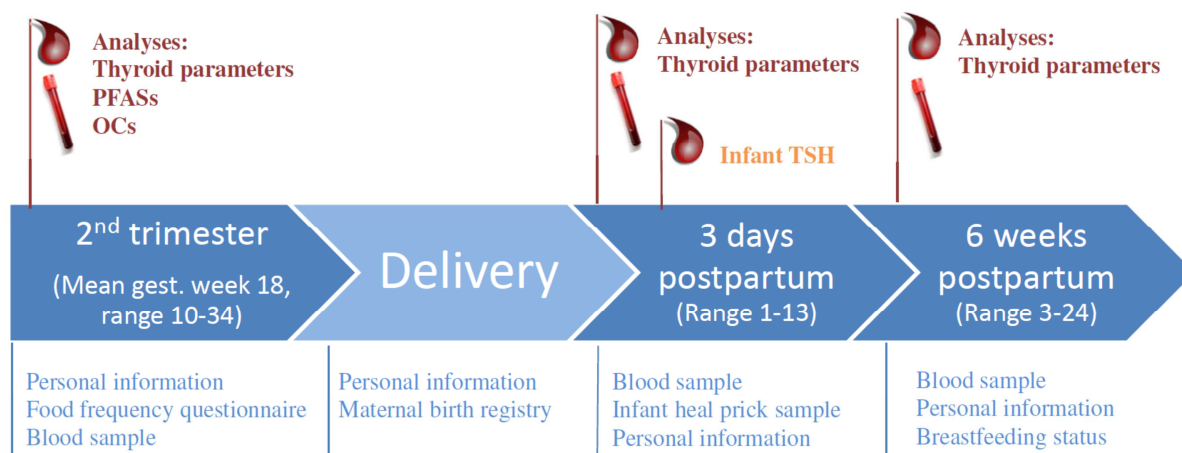 Analyses:
Thyroid parameters
PFASs
OCs
Analyses:
Thyroid parameters
Infant TSH
Analyses:
Thyroid parameters
2nd trimester
(Mean gest. week 18,
range 10-34)
Delivery
3 days
postpartum
(Range 1-13)
6 weeks
postpartum
(Range 3-24)
Personal information
Food frequency questionnaire
Blood sample
Personal information
Maternal birth registry
Blood sample
Infant heal prick sample
Personal information
Blood sample
Personal information
Breastfeeding status